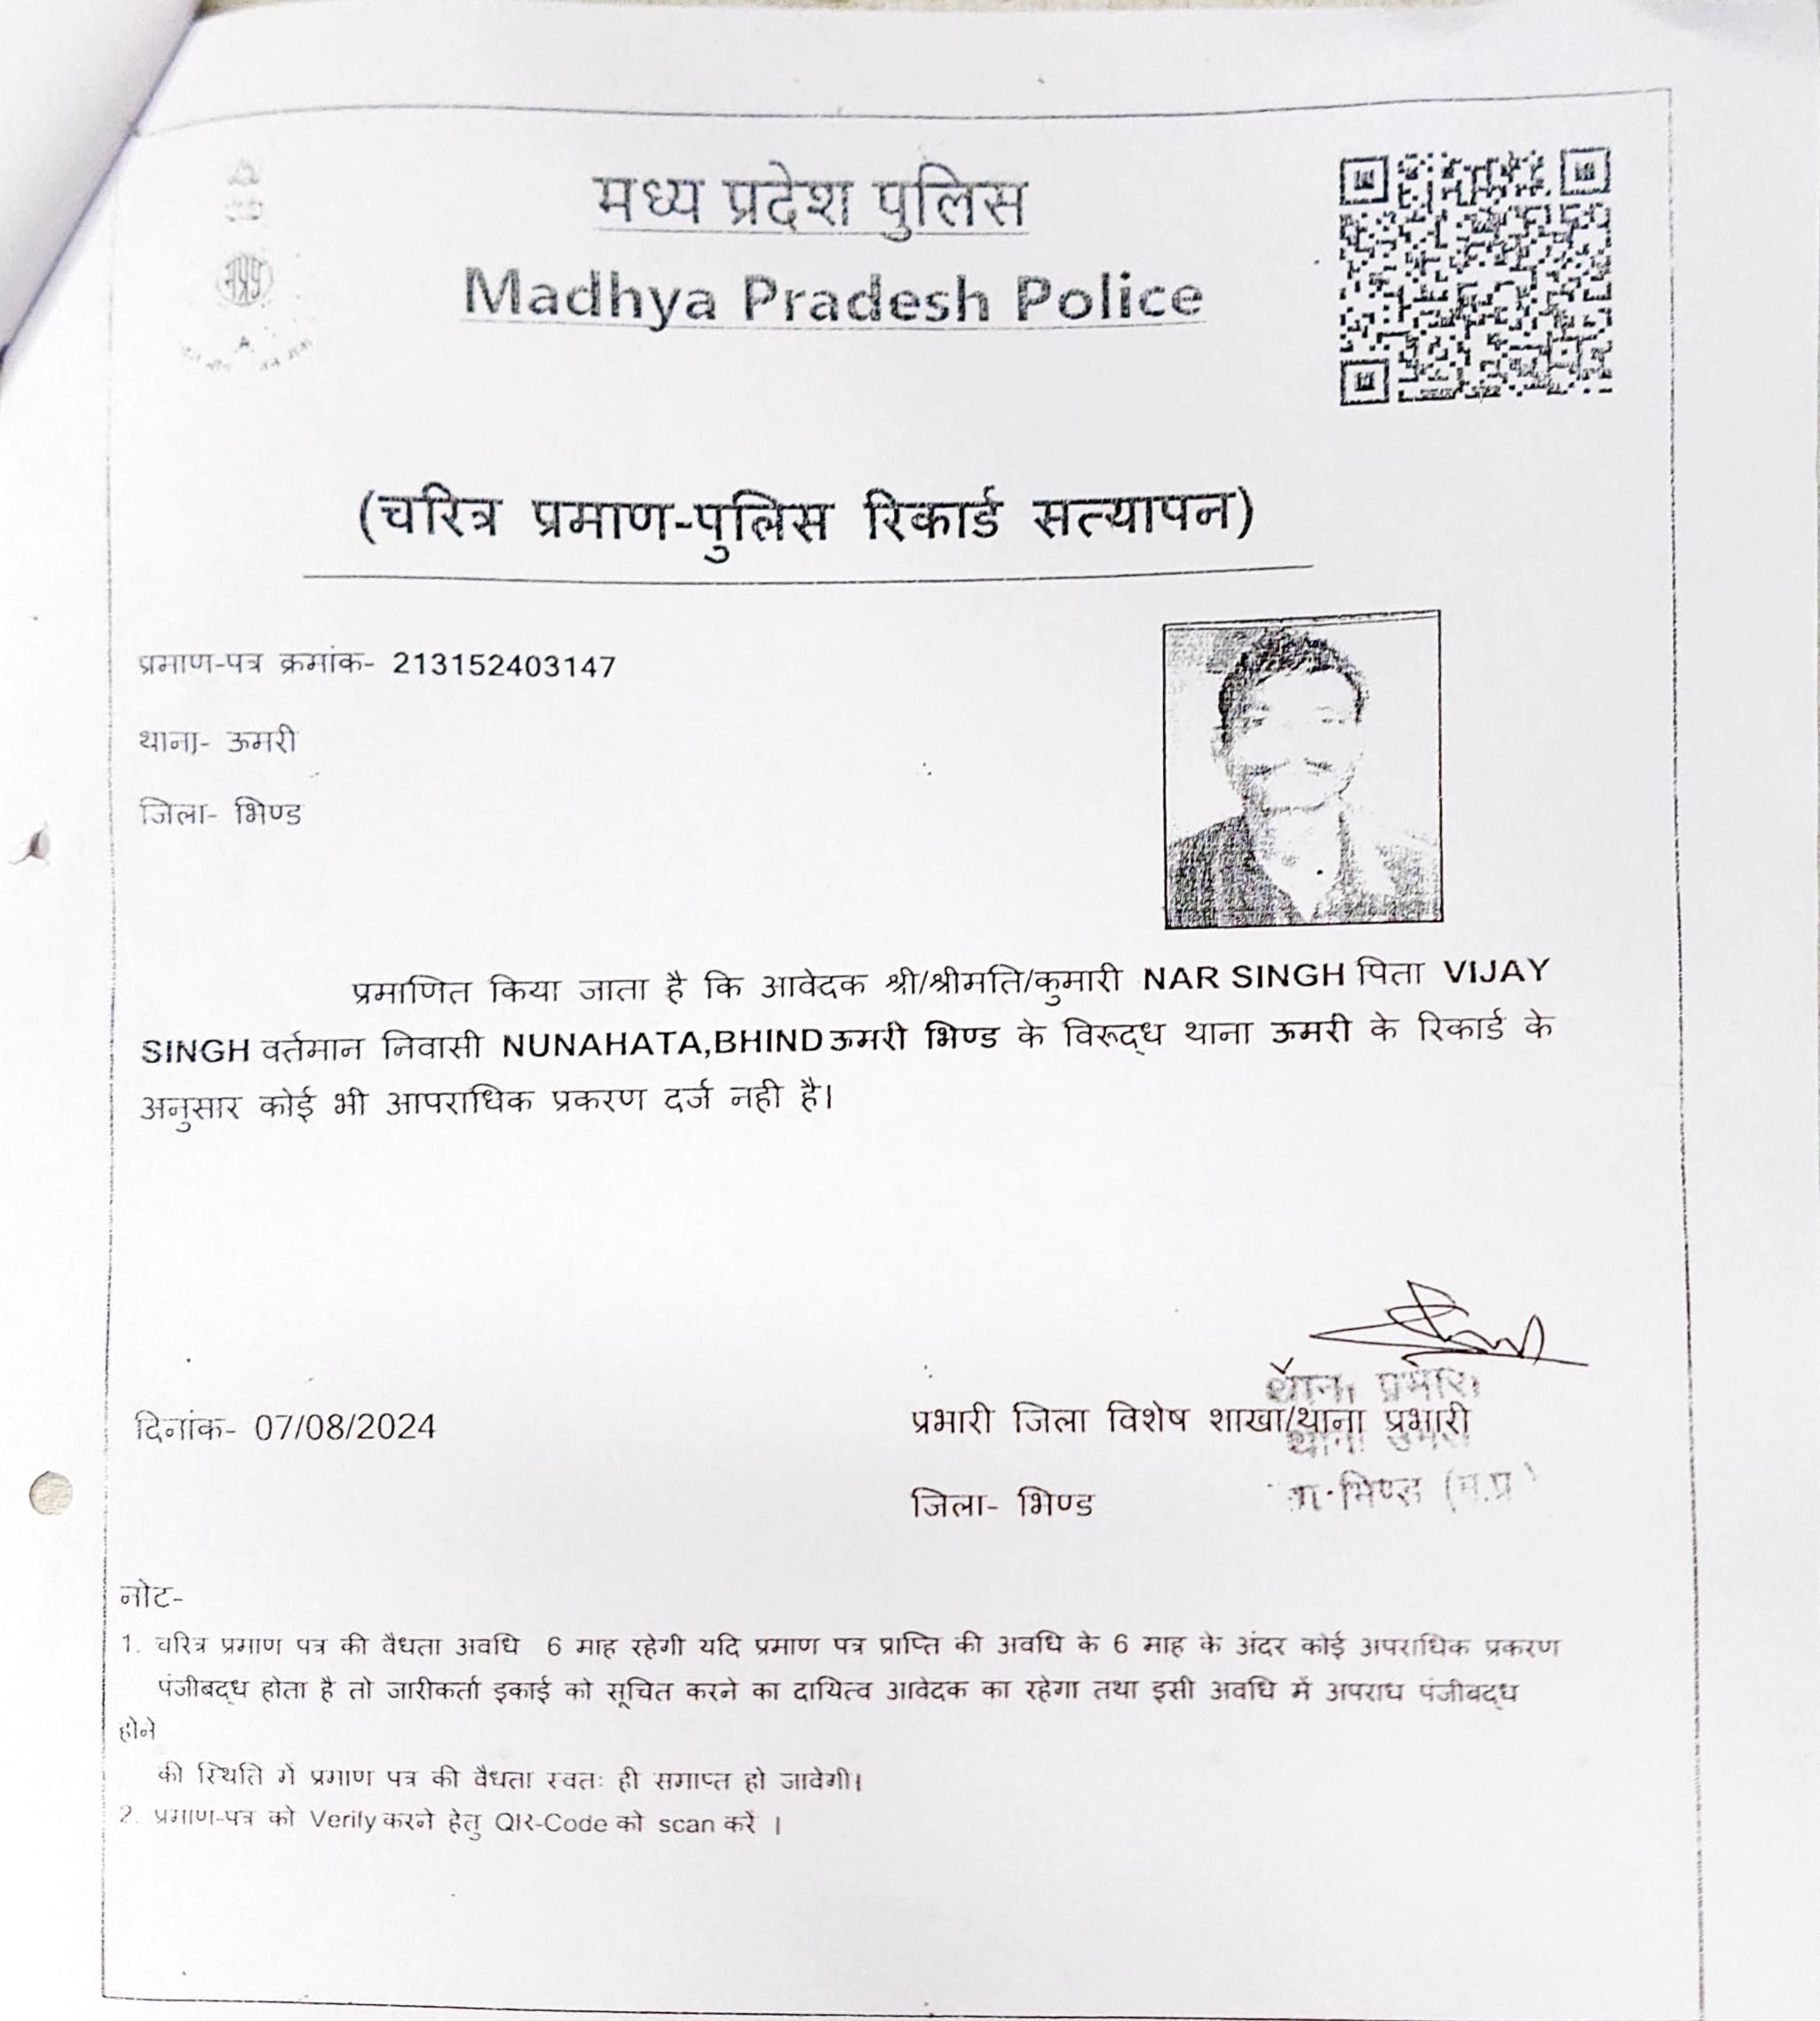 मध्य प्रदेश पुलिस
Madhya Pradesh Police
(चरित्र प्रमाण-पुलिस रिकार्ड सत्यापन)
प्रमाण-पत्र क्रमांक- 213152403147
थाना- ऊमरी
जिला- भिण्ड
प्रमाणित किया जाता है कि आवेदक श्री/श्रीमति/कुमारी NAR SINGH पिता VIJAY
SINGH वर्तमान निवासी NUNAHATA,BHIND ऊमरी भिण्ड के विरूद्ध थाना ऊमरी के रिकार्ड के
अनुसार कोई भी आपराधिक प्रकरण दर्ज नही है।
थाना प्रभारी
दिनांक- 07/08/2024
प्रभारी जिला विशेष शाखा/थाना प्रभारी
थाना
जिला- भिण्ड
भिण्ड (म.प्र
नोट-
1. चरित्र प्रमाण पत्र की वैधता अवधि 6 माह रहेगी यदि प्रमाण पत्र प्राप्ति की अवधि के 6 माह के अंदर कोई अपराधिक प्रकरण
पंजीबद्ध होता है तो जारीकर्ता इकाई को सूचित करने का दायित्व आवेदक का रहेगा तथा इसी अवधि में अपराध पंजीबद्ध
होने
की स्थिति में प्रमाण पत्र की वैधता स्वतः ही समाप्त हो जावेगी।
2. प्रमाण-पत्र को Verify करने हेतु QR-Code को scan करें ।